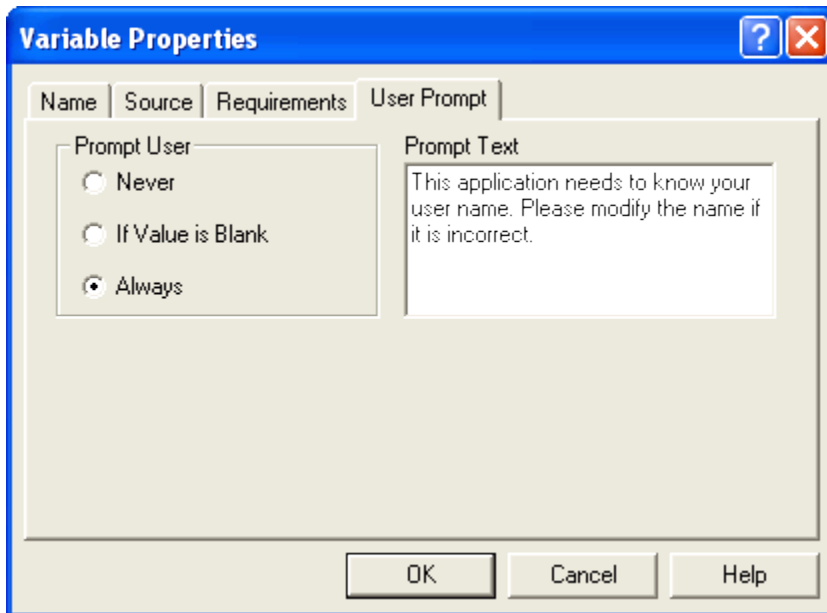 Variable Properties
Name Source Requirements User Prompt
Prompt User
Never
If Value is Blank
Always
Prompt Text
This application needs to know your
user name. Please modify the name if
it is incorrect.
OK Cancel Help